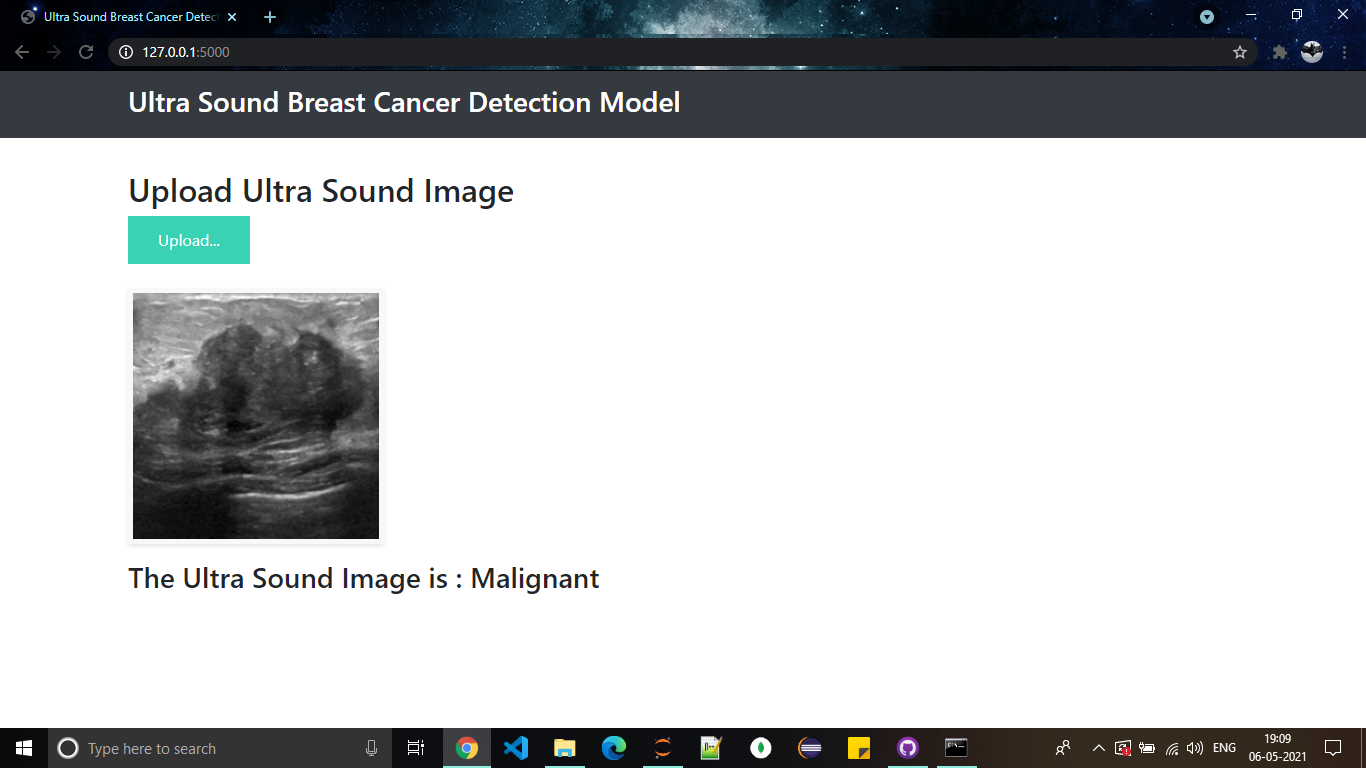 Ultra Sound Breast Cancer Detec
127.0.0.1:5000
Ultra Sound Breast Cancer Detection Model
Upload Ultra Sound Image
Upload...
The Ultra Sound Image is : Malignant
Type here to search
ENG
19:09
06-05-2021